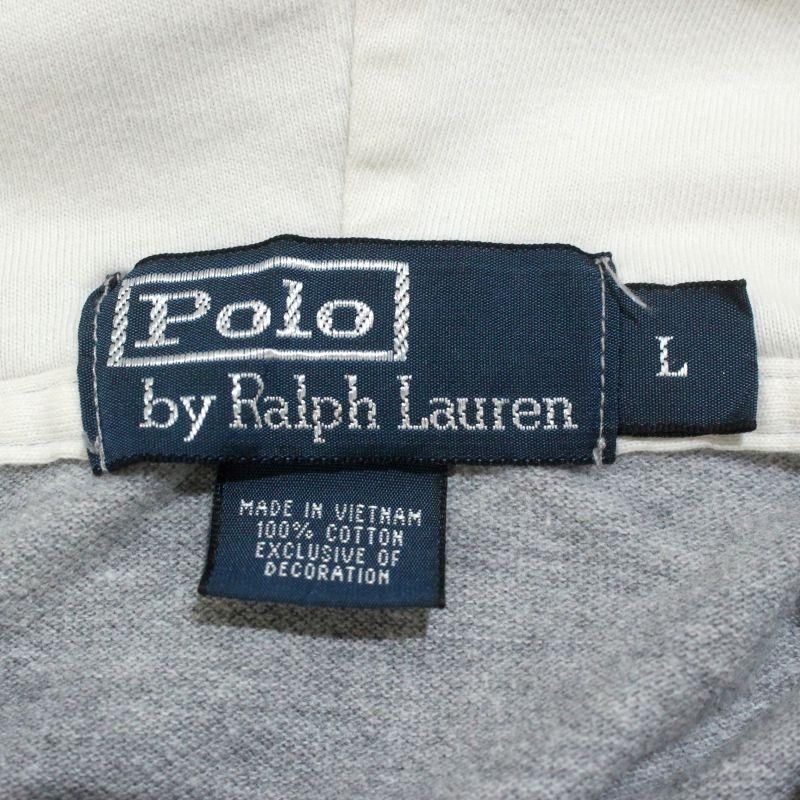 Polo
by Ralph Lauren
L
MADE IN VIETNAM
100% COTTON
EXCLUSIVE OF
DECORATION